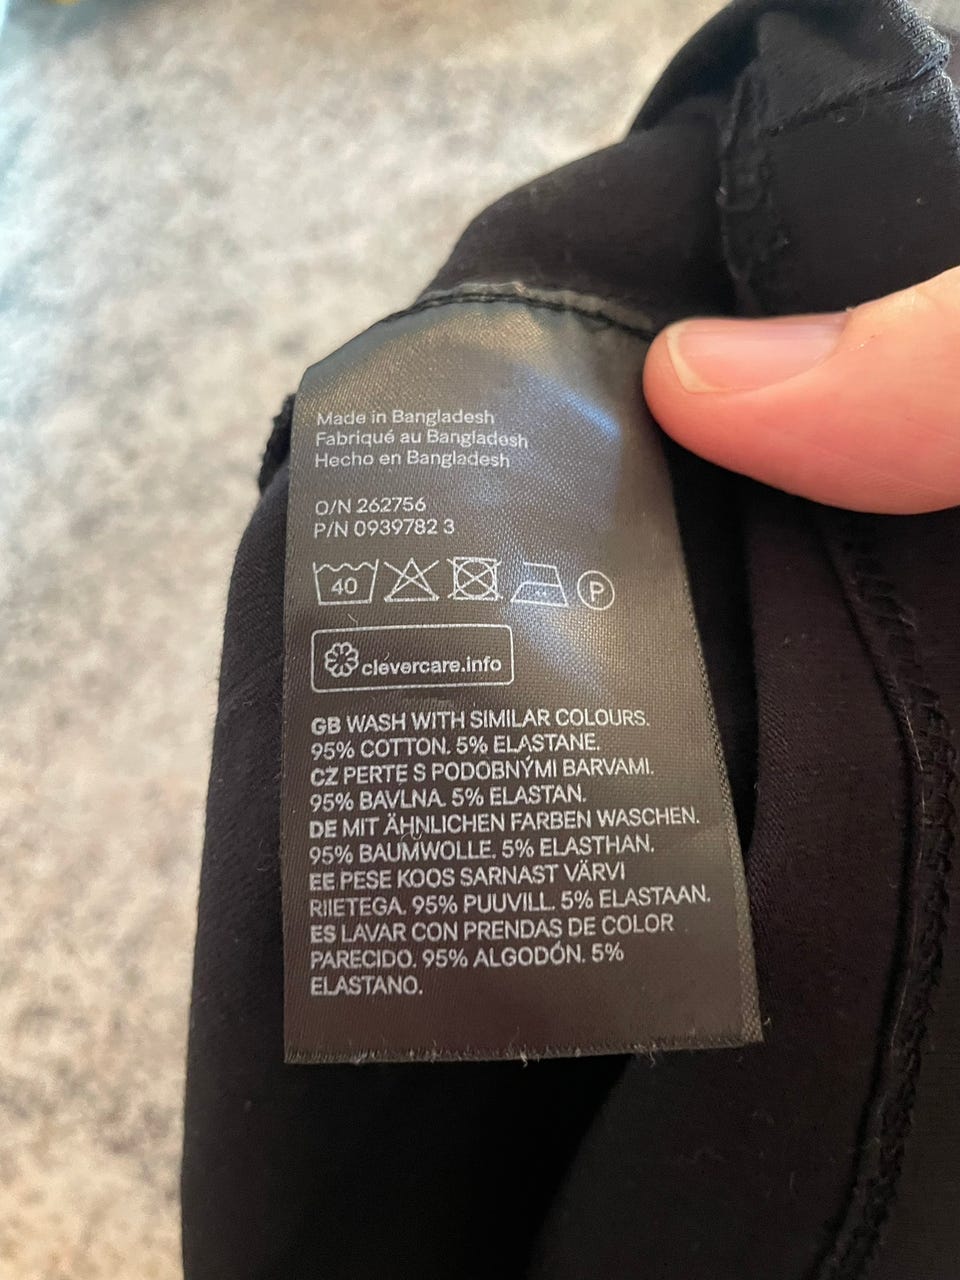 Made in Bangladesh
Fabriqué au Bangladesh
Hecho en Bangladesh
O/N 262756
P/N 0939782 3
40 P
clevercare.info
GB WASH WITH SIMILAR COLOURS.
95% COTTON. 5% ELASTANE.
CZ PERTE S PODOBNÝMI BARVAMI.
95% BAVLNA. 5% ELASTAN.
DE MIT ÄHNLICHEN FARBEN WASCHEN.
95% BAUMWOLLE. 5% ELASTHAN.
EE PESE KOOS SARNAST VÄRVI
RIIETEGA. 95% PUUVILL. 5% ELASTAAN.
ES LAVAR CON PRENDAS DE COLOR
PARECIDO. 95% ALGODÓN. 5%
ELASTANO.